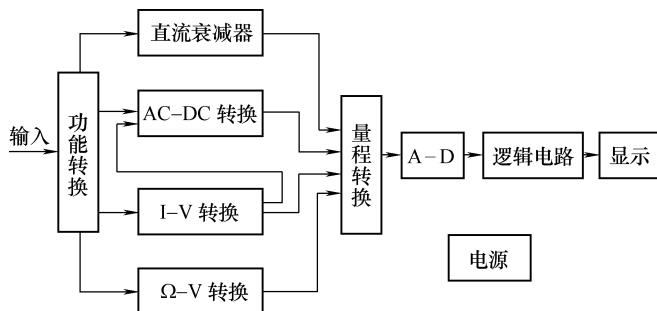 直流衰减器
AC-DC 转换
输入
功能转换
I-V 转换
Ω-V 转换
量程转换
A-D
逻辑电路
显示
电源